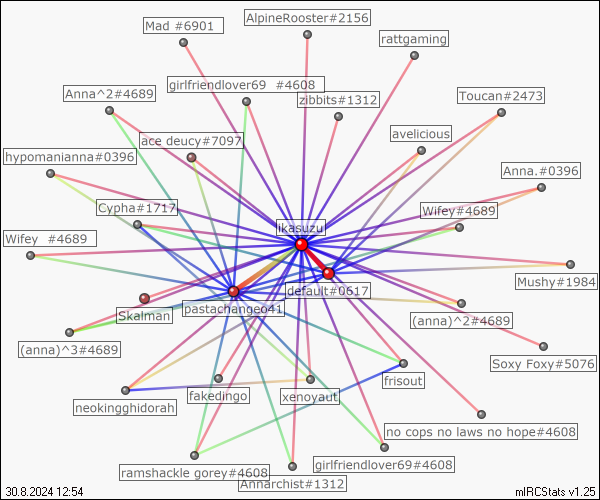 AlpineRooster#2156
Mad #6901
rattgaming
girlfriendlover69 #4608
Anna^2#4689
zibbits#1312
Toucan#2473
avelicious
ace deucy#7097
hypomanianna#0396
Anna.#0396
Cypha#1717
Wifey#4689
ikasuzu
Wifey #4689
Mushy#1984
default#0617
pastachangeo41
Skalman
(anna)^2#4689
(anna)^3#4689
Soxy Foxy#5076
frisout
fakedingo
xenoyaut
neokingghidorah
no cops no laws no hope#4608
girlfriendlover69#4608
ramshackle gorey#4608
Annarchist#1312
30.8.2024 12:54
mIRCStats v1.25